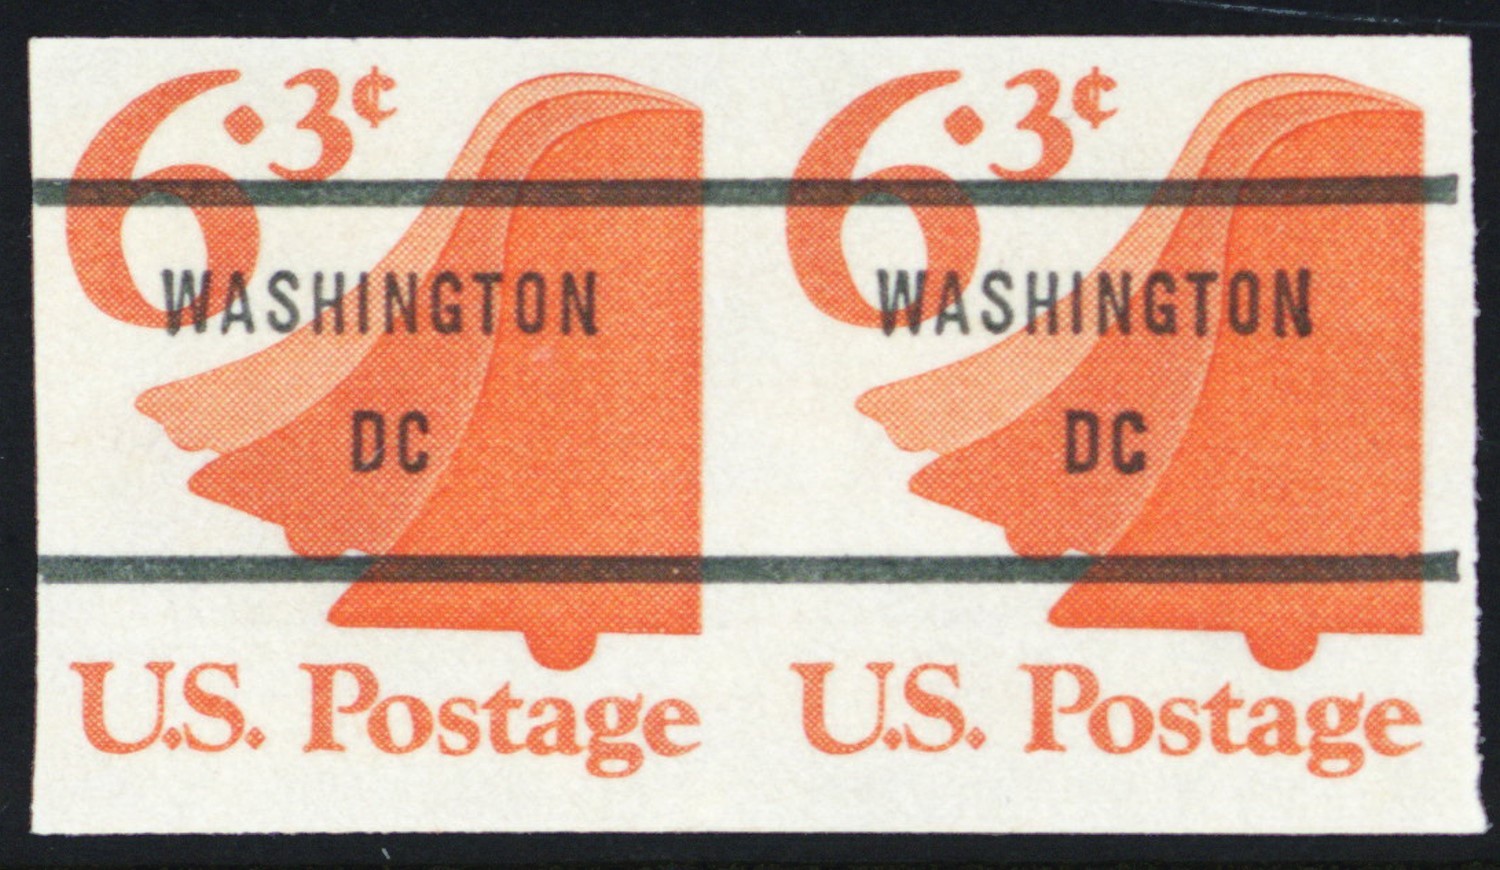 6.3¢
WASHINGTON
DC
U.S. Postage
6.3¢
WASHINGTON
DC
U.S. Postage